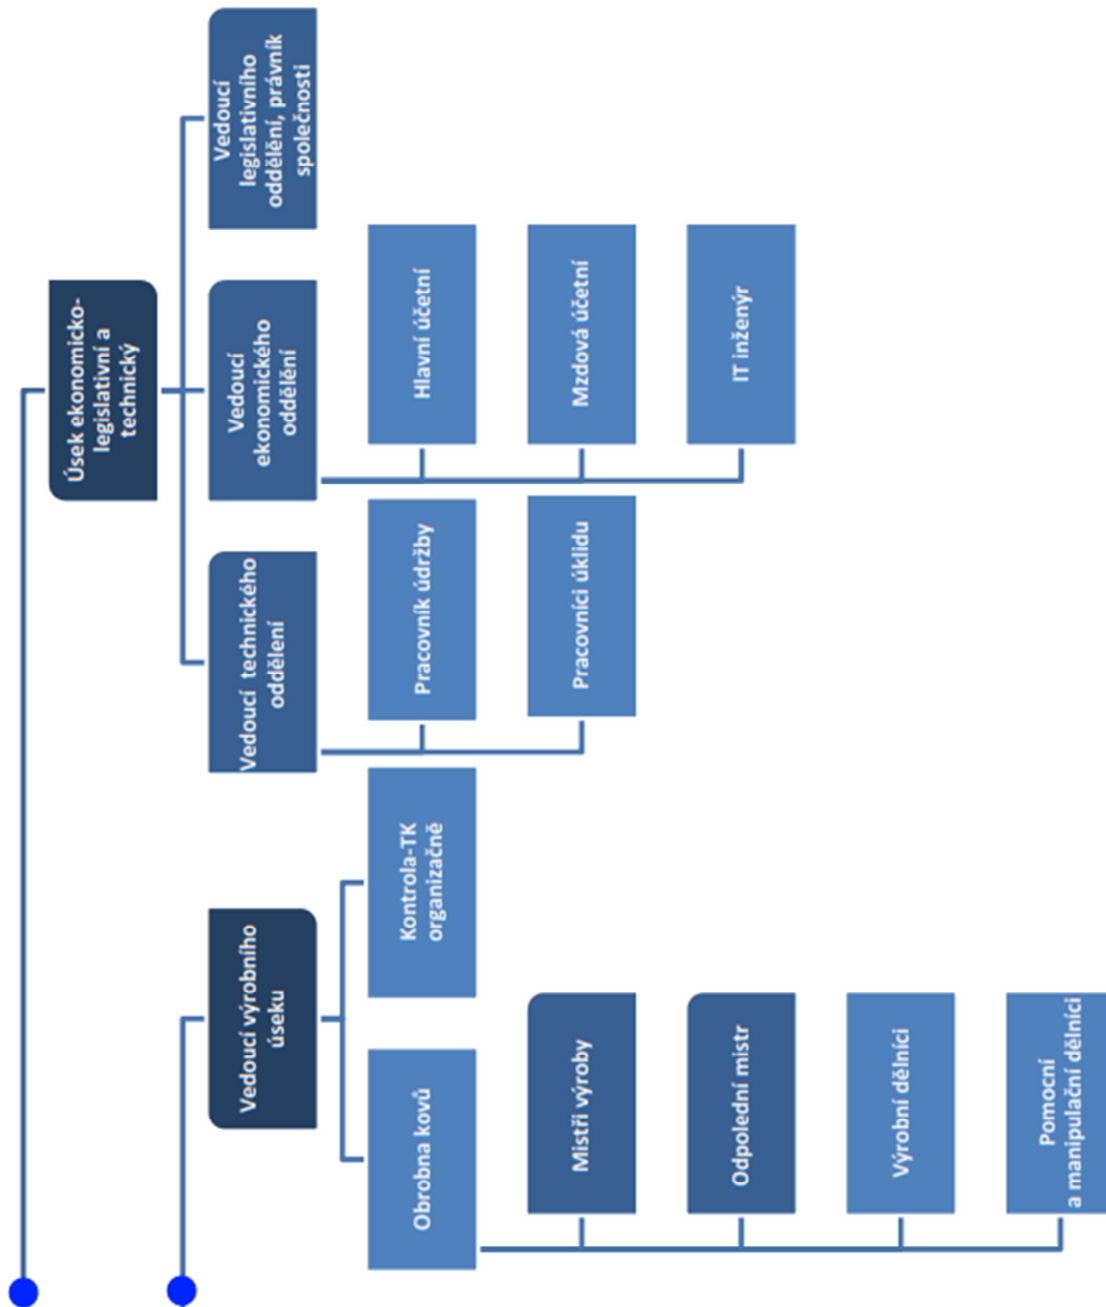 Úsek ekonomicko-
legislativní a
technický
Vedoucí výrobního
úseku
Vedoucí  technického
oddělení
Vedoucí
ekonomického
oddělení
Vedoucí
legislativního
oddělení, právník
společnosti
Obrobna kovů
Kontrola-TK
organizačně
Pracovník údržby
Hlavní účetní
Mistři výroby
Pracovníci úklidu
Mzdová účetní
Odpolední mistr
IT inženýr
Výrobní dělníci
Pomocní
a manipulační dělníci